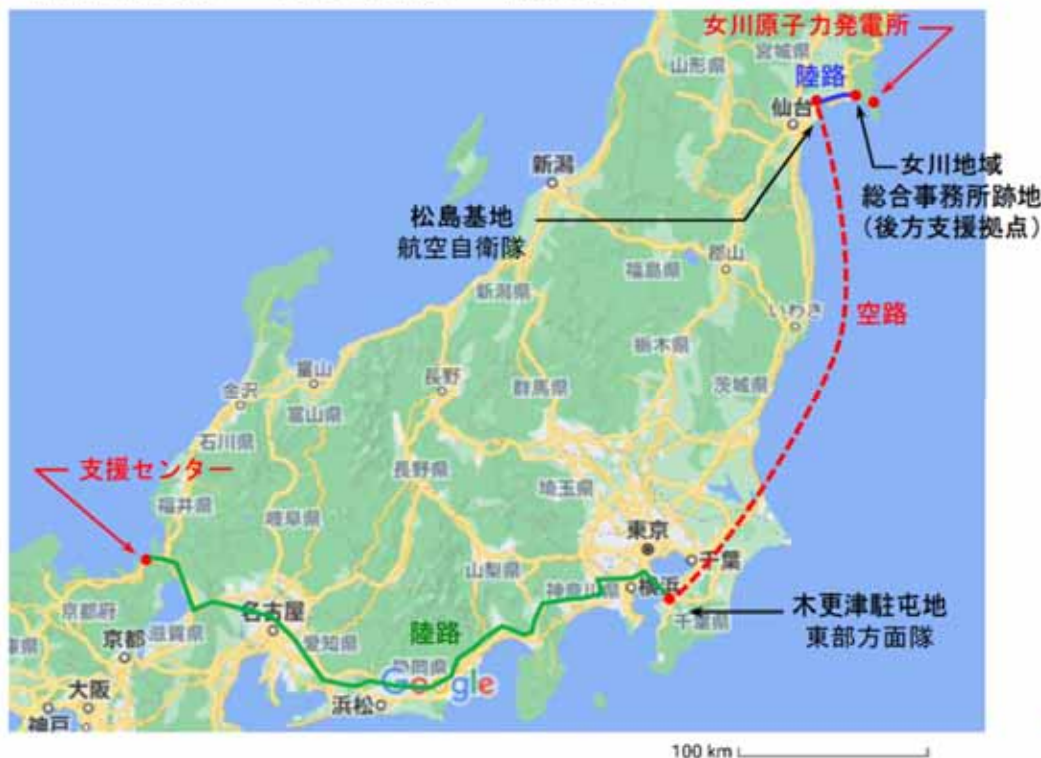 女川原子力発電所
宮城県
山形県
陸路
仙台
新潟
女川地域
総合事務所跡地
(後方支援拠点)
松島基地
航空自衛隊
福島県
郡山
新潟県
いわき
空路
栃木県
富山
長野
金沢
群馬県
茨城県
富山県
石川県
支援センター
長野県
埼玉県
福井県
岐阜県
東京
千葉
山梨県
神奈川県
横浜
木更津駐屯地
東部方面隊
千葉県
京都府
名古屋
滋賀県
愛知県
陸路
京都
静岡県
Google
大阪
浜松
神戸
100 km